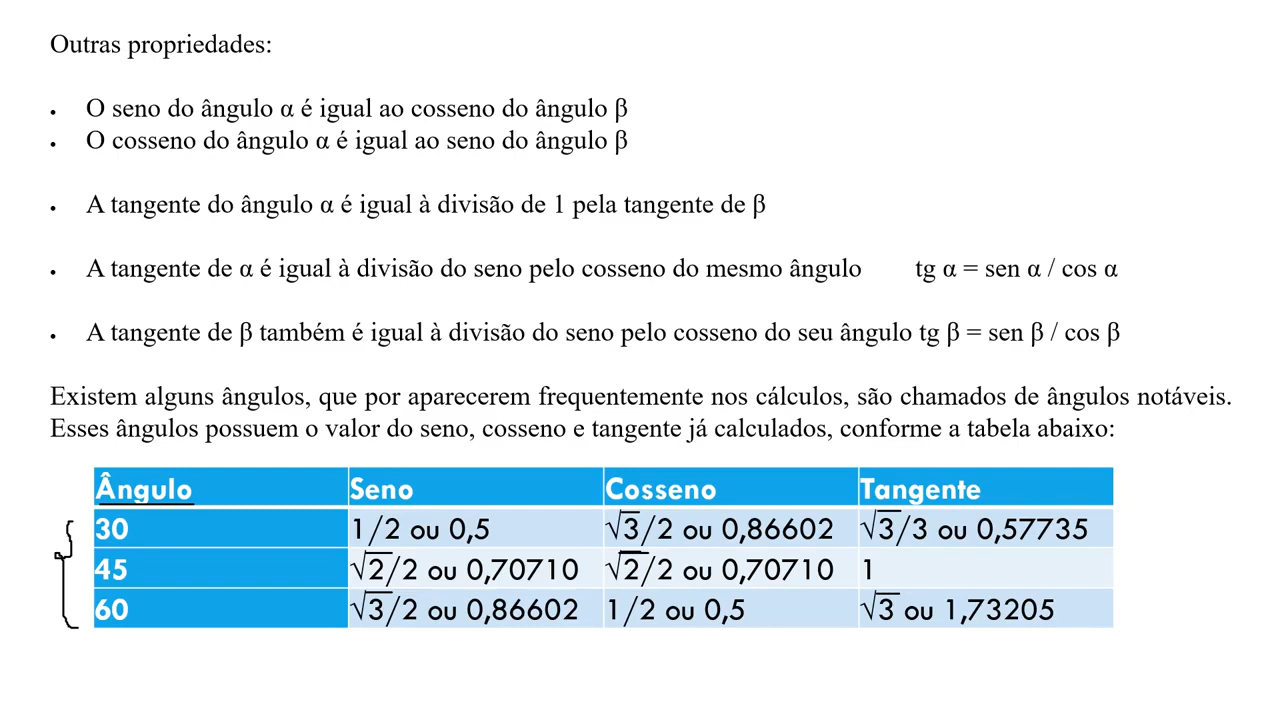 Outras propriedades:
• O seno do ângulo α é igual ao cosseno do ângulo β
• O cosseno do ângulo α é igual ao seno do ângulo β
• A tangente do ângulo α é igual à divisão de 1 pela tangente de β
• A tangente de α é igual à divisão do seno pelo cosseno do mesmo ângulo tg α = sen α / cos α
• A tangente de β também é igual à divisão do seno pelo cosseno do seu ângulo tg β = sen β / cos β
Existem alguns ângulos, que por aparecerem frequentemente nos cálculos, são chamados de ângulos notáveis.
Esses ângulos possuem o valor do seno, cosseno e tangente já calculados, conforme a tabela abaixo:
Ângulo Seno Cosseno Tangente
30 1/2 ou 0,5 √3/2 ou 0,86602 √3/3 ou 0,57735
45 √2/2 ou 0,70710 √2/2 ou 0,70710 1
60 √3/2 ou 0,86602 1/2 ou 0,5 √3 ou 1,73205